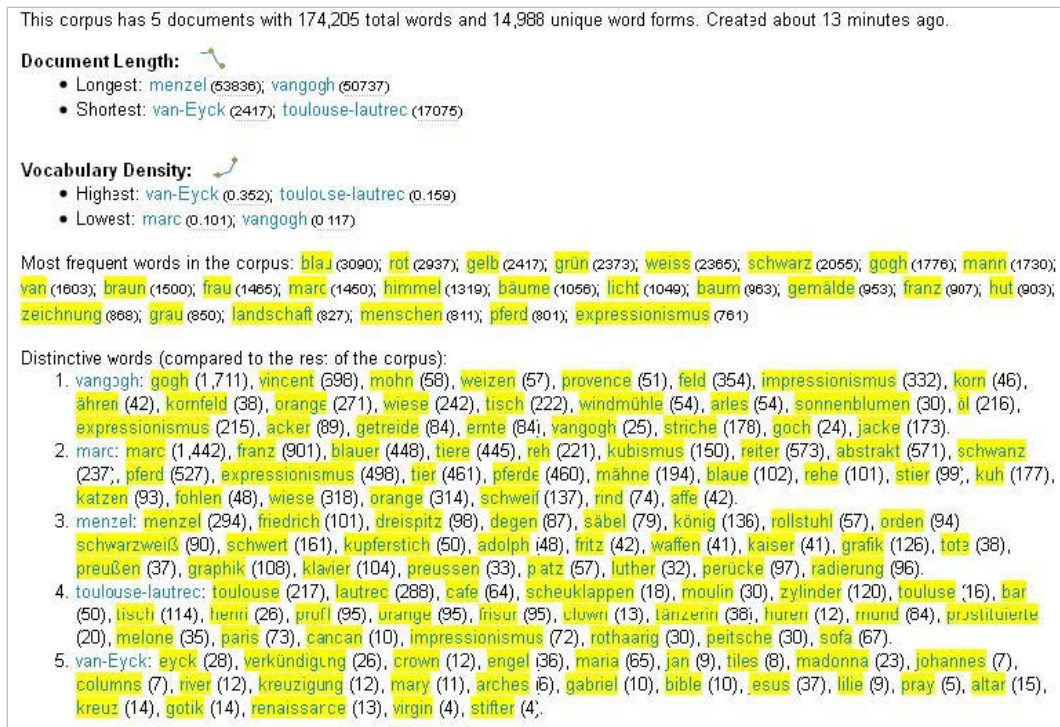 This corpus has 5 documents with 174,205 total words and 14,988 unique word forms. Created about 13 minutes ago.
Document Length:
• Longest: menzel (53836); vangogh (50737)
• Shortest: van-Eyck (2417); toulouse-lautrec (17075)
Vocabulary Density:
• Highest: van-Eyck (0.352); toulouse-lautrec (0.159)
• Lowest: marc (0.101); vangogh (0.117)
Most frequent words in the corpus: blau (3090); rot (2937); gelb (2417); grün (2373); weiss (2365); schwarz (2055); gogh (1776); mann (1730);
van (1603); braun (1500); frau (1465); marc (1450); himmel (1319); bäume (1056); licht (1049); baum (963); gemälde (953); franz (907); hut (903);
zeichnung (868); grau (850); landschaft (827); menschen (811); pferd (801); expressionismus (761)
Distinctive words (compared to the rest of the corpus):
1. vangogh: gogh (1,711), vincent (698), mohn (58), weizen (57), provence (51), feld (354), impressionismus (332), korn (46),
ähren (42), kornfeld (38), orange (271), wiese (242), tisch (222), windmühle (54), arles (54), sonnenblumen (30), öl (216),
expressionismus (215), acker (89), getreide (84), ernte (84), vangogh (25), striche (178), goch (24), jacke (173).
2. marc: marc (1,442), franz (901), blauer (448), tiere (445), reh (221), kubismus (150), reiter (573), abstrakt (571), schwanz
(237), pferd (527), expressionismus (498), tier (461), pferde (460), mähne (194), blaue (102), rehe (101), stier (99), kuh (177),
katzen (93), fohlen (48), wiese (318), orange (314), schweif (137), rind (74), affe (42).
3. menzel: menzel (294), friedrich (101), dreispitz (98), degen (87), säbel (79), könig (136), rollstuhl (57), orden (94)
schwarzweiß (90), schwert (161), kupferstich (50), adolph (48), fritz (42), waffen (41), kaiser (41), grafik (126), tote (38),
preußen (37), graphik (108), klavier (104), preussen (33), platz (57), luther (32), perücke (97), radierung (96).
4. toulouse-lautrec: toulouse (217), lautrec (288), cafe (64), scheuklappen (18), moulin (30), zylinder (120), touluse (16), bar
(50), tisch (114), henri (26), profil (95), orange (95), frisur (95), clown (13), tänzerin (38), huren (12), mund (84), prostituierte
(20), melone (35), paris (73), cancan (10), impressionismus (72), rothaarig (30), peitsche (30), sofa (67).
5. van-Eyck: eyck (28), verkündigung (26), crown (12), engel (36), maria (65), jan (9), tiles (8), madonna (23), johannes (7),
columns (7), river (12), kreuzigung (12), mary (11), arches (6), gabriel (10), bible (10), jesus (37), lilie (9), pray (5), altar (15),
kreuz (14), gotik (14), renaissance (13), virgin (4), stifter (4).